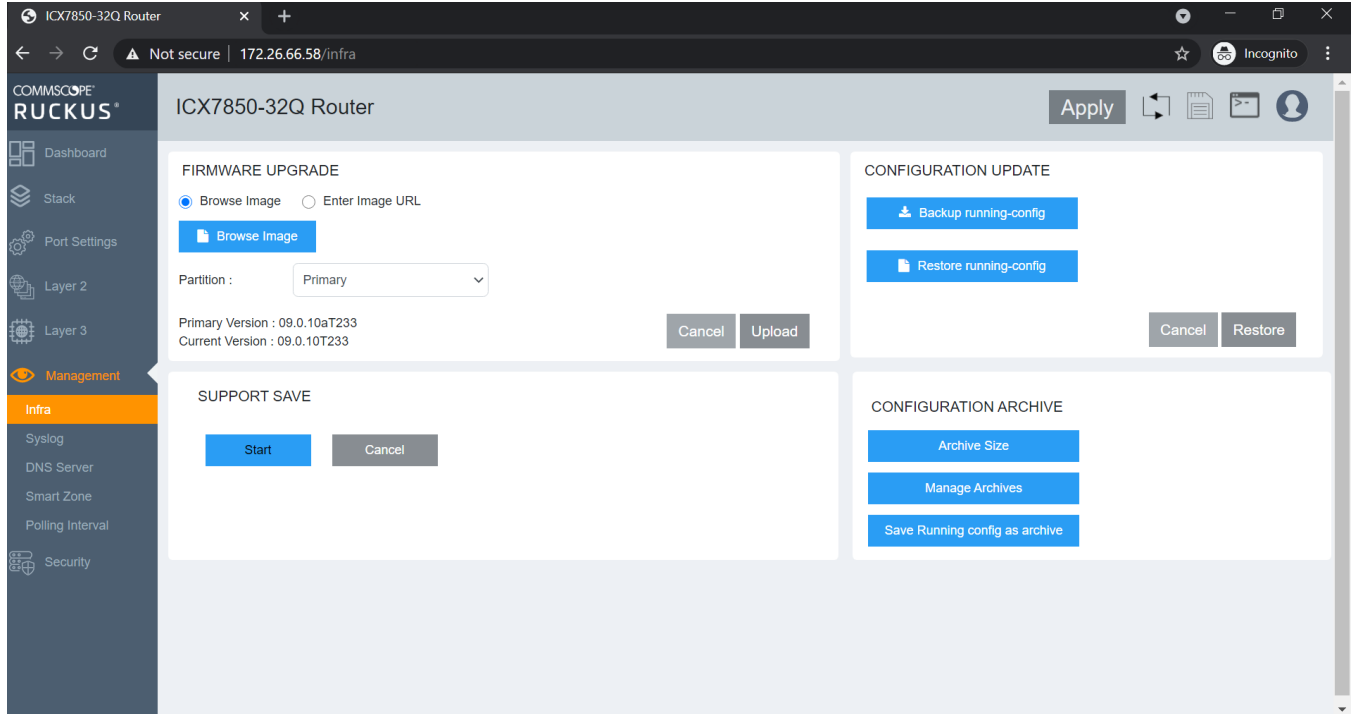 ICX7850-32Q Router
Not secure | 172.26.66.58/infra
Incognito
COMMSCOPE®
RUCKUS®
ICX7850-32Q Router
Apply
Dashboard
Stack
Port Settings
Layer 2
Layer 3
Management
Infra
Syslog
DNS Server
Smart Zone
Polling Interval
Security
FIRMWARE UPGRADE
Browse Image
Enter Image URL
Browse Image
Partition :
Primary
Primary Version : 09.0.10aT233
Current Version : 09.0.10T233
Cancel
Upload
CONFIGURATION UPDATE
Backup running-config
Restore running-config
Cancel
Restore
SUPPORT SAVE
Start
Cancel
CONFIGURATION ARCHIVE
Archive Size
Manage Archives
Save Running config as archive